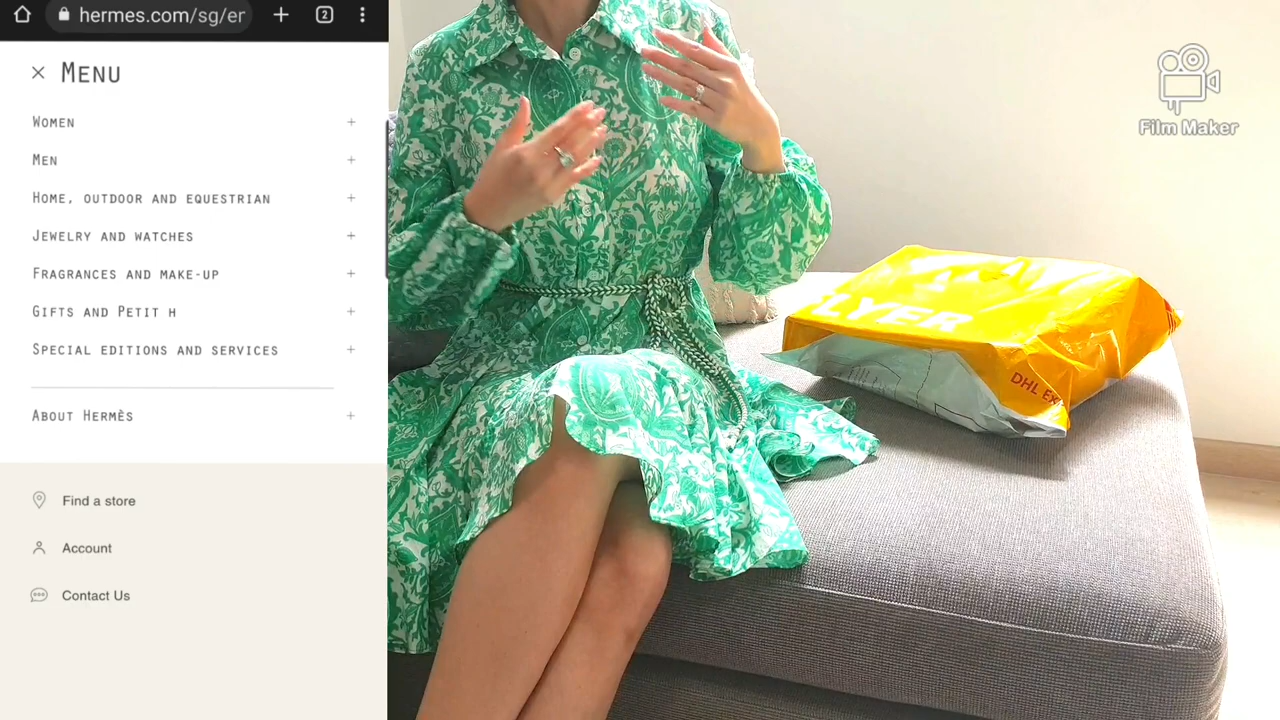 hermes.com/sg/er
2
MENU
WOMEN
MEN
HOME, OUTDOOR AND EQUESTRIAN
JEWELRY AND WATCHES
FRAGRANCES AND MAKE-UP
GIFTS AND PETIT H
SPECIAL EDITIONS AND SERVICES
ABOUT HERMÈS
Find a store
Account
Contact Us
Film Maker
LYER
DHL EX